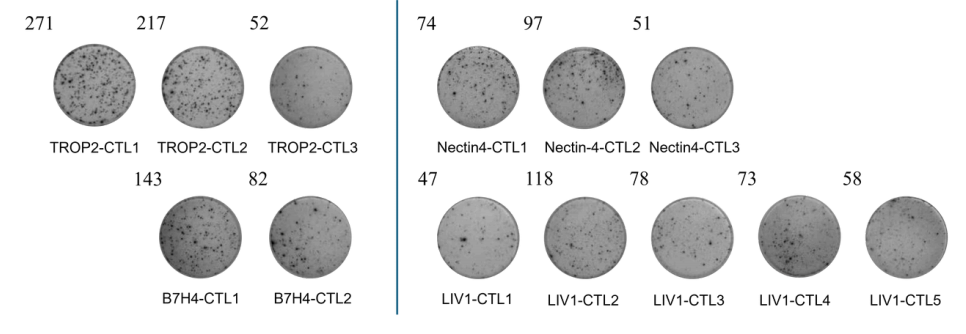 271 217 52
TROP2-CTL1 TROP2-CTL2 TROP2-CTL3
143 82
B7H4-CTL1 B7H4-CTL2
74 97 51
Nectin4-CTL1 Nectin-4-CTL2 Nectin4-CTL3
47 118 78 73 58
LIV1-CTL1 LIV1-CTL2 LIV1-CTL3 LIV1-CTL4 LIV1-CTL5